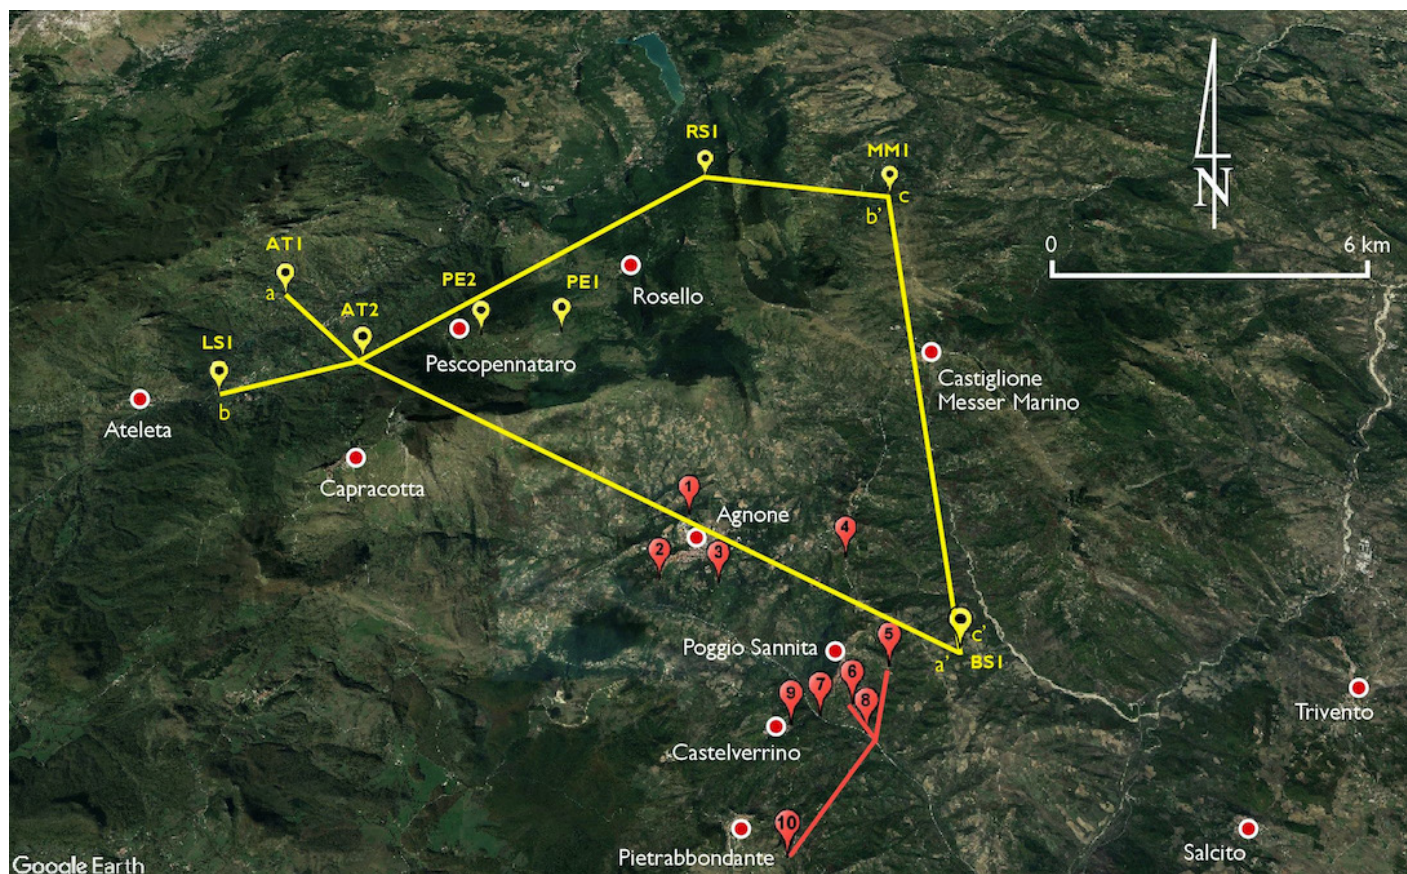 RS1
MM1
c
b'
N
0
6 km
AT1
a
PE2
PE1
Rosello
AT2
LS1
Pescopennataro
b
Castiglione
Messer Marino
Ateleta
Capracotta
1
Agnone
4
2
3
5
c'
Poggio Sannita
a'
BS1
6
7
8
9
Trivento
Castelverrino
10
Pietrabbondante
Salcito
Google Earth